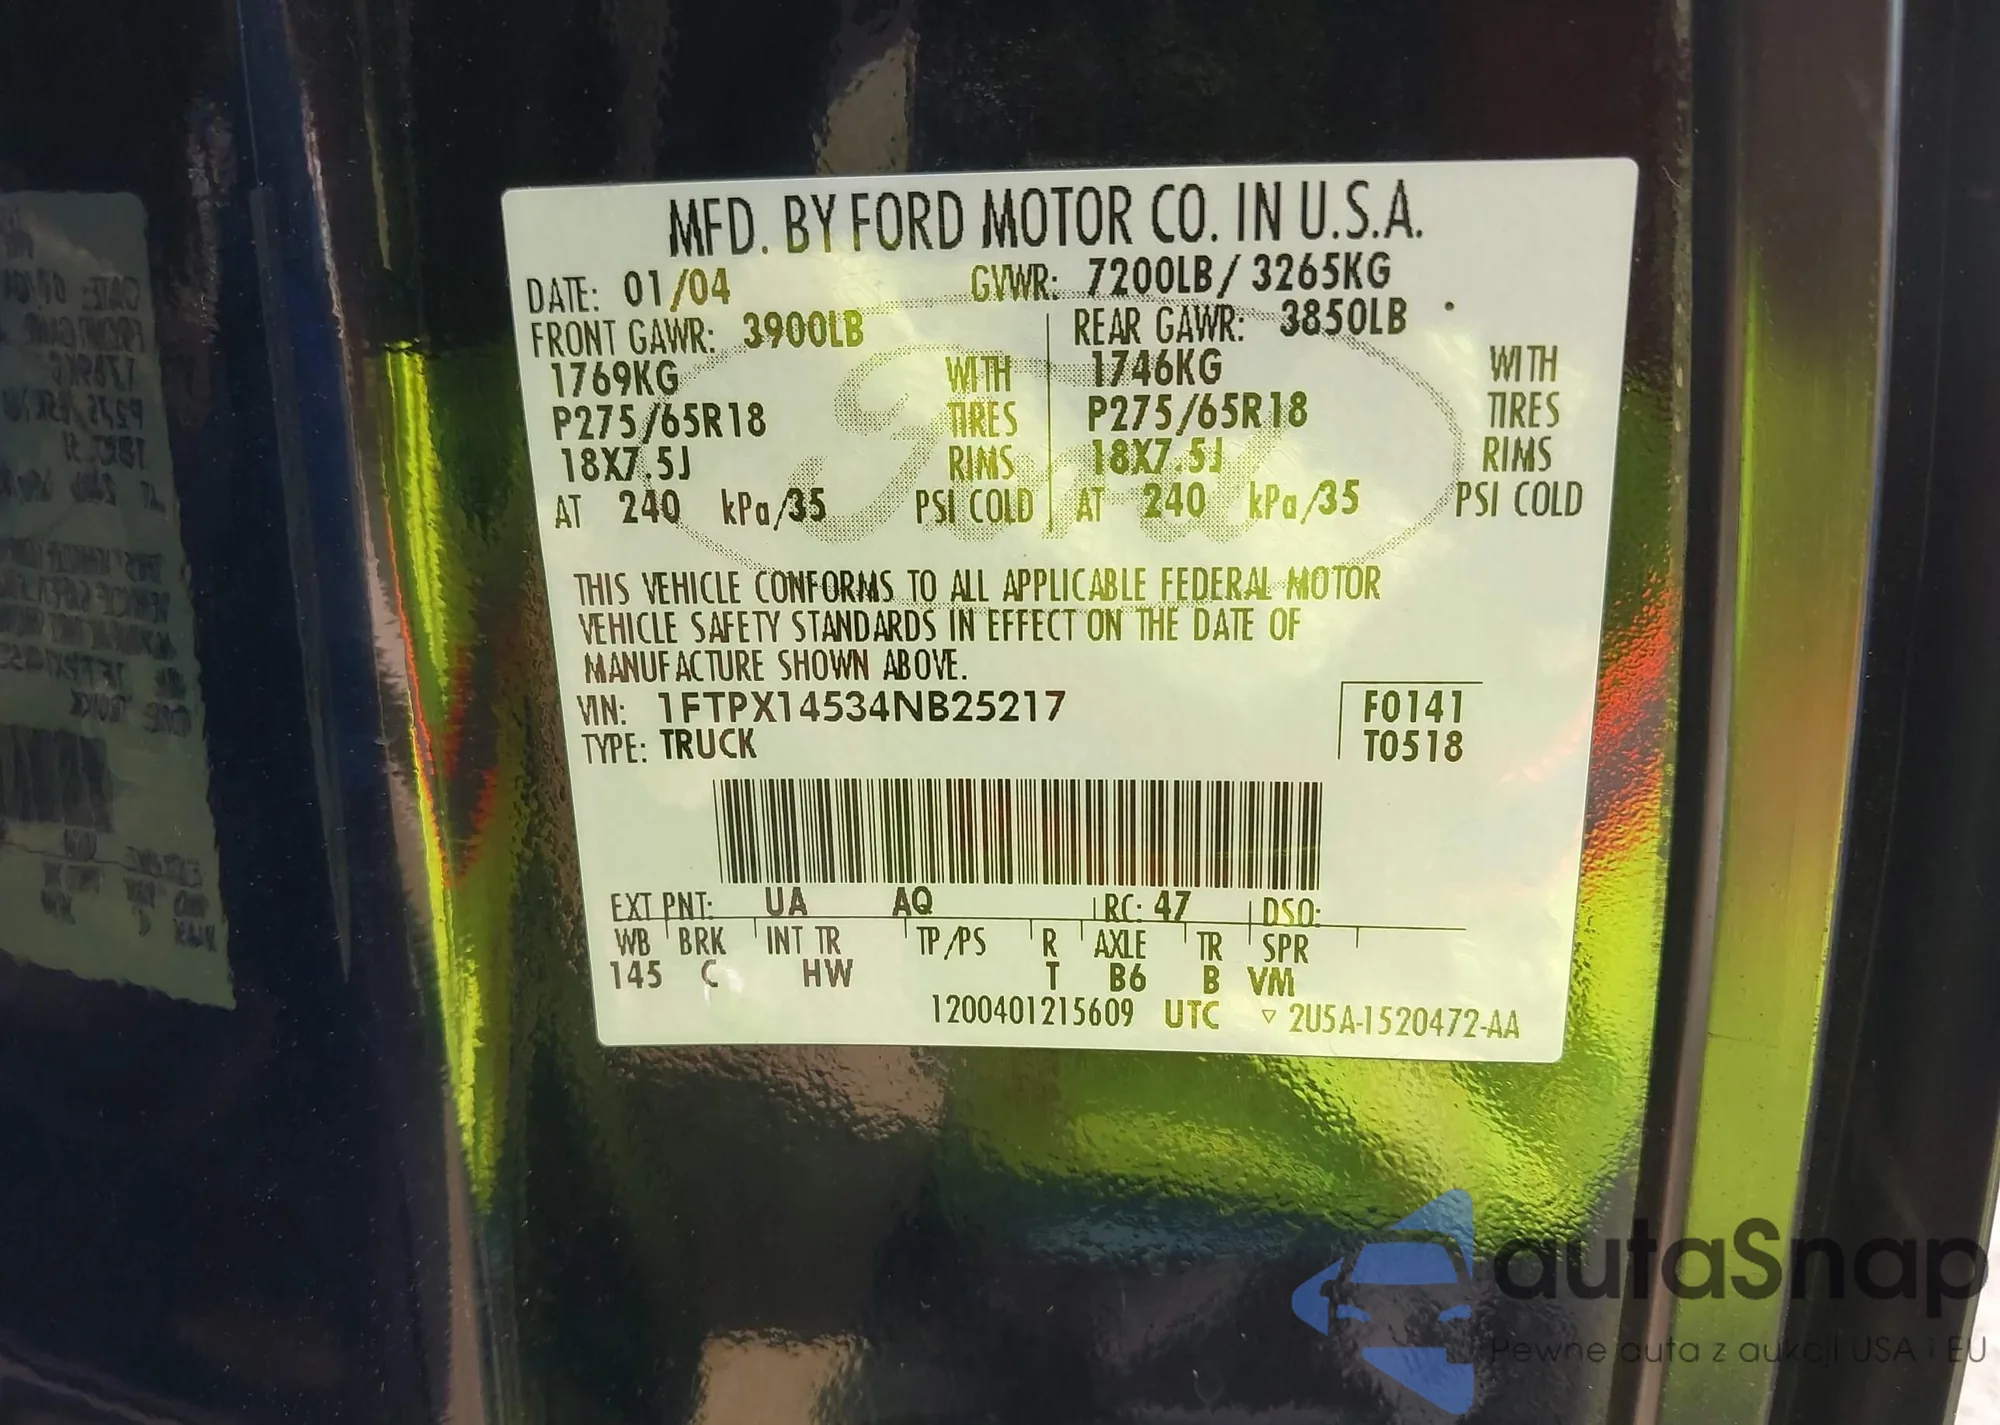 MFD. BY FORD MOTOR CO. IN U.S.A.
DATE: 01/04 GVWR: 7200LB / 3265KG
FRONT GAWR: 3900LB REAR GAWR: 3850LB
1769KG WITH 1746KG WITH
P275/65R18 TIRES P275/65R18 TIRES
18X7.5J RIMS 18X7.5J RIMS
AT 240 kPa/35 PSI COLD AT 240 kPa/35 PSI COLD
Ford
THIS VEHICLE CONFORMS TO ALL APPLICABLE FEDERAL MOTOR
VEHICLE SAFETY STANDARDS IN EFFECT ON THE DATE OF
MANUFACTURE SHOWN ABOVE.
VIN: 1FTPX14534NB25217 F0141
TYPE: TRUCK T0518
EXT PNT: UA AQ RC: 47 DSO:
WB BRK INT TR TP/PS R AXLE TR SPR
145 C HW T B6 B VM
1200401215609 UTC ▽ 2U5A-1520472-AA
autaSnap
Pewne auta z aukcji USA i EU